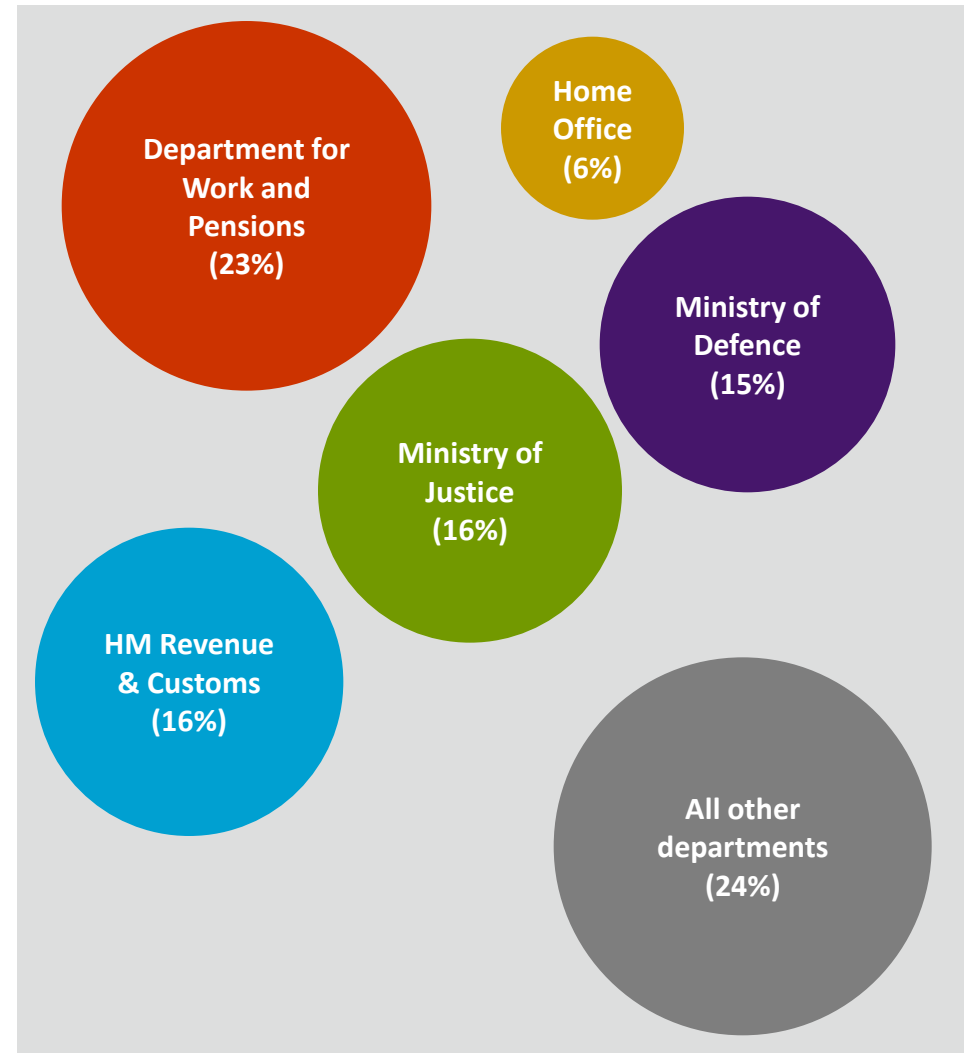 Department for
Work and
Pensions
(23%)
Home
Office
(6%)
Ministry of
Defence
(15%)
Ministry of
Justice
(16%)
HM Revenue
& Customs
(16%)
All other
departments
(24%)